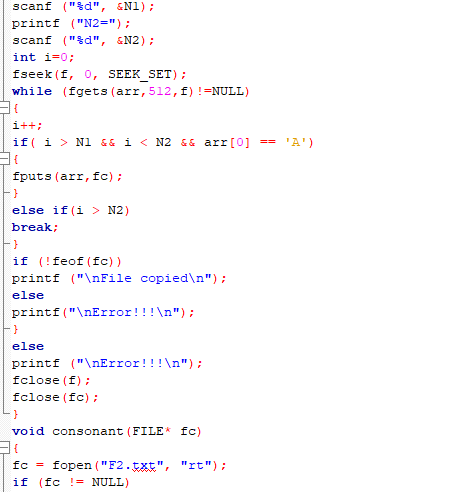 scanf ("%d", &N1);
printf ("N2=");
scanf ("%d", &N2);
int i=0;
fseek(f, 0, SEEK_SET);
while (fgets(arr,512,f)!=NULL)
{
i++;
if( i > N1 && i < N2 && arr[0] == 'A')
{
fputs(arr,fc);
}
else if(i > N2)
break;
}
if (!feof(fc))
printf ("\nFile copied\n");
else
printf("\nError!!!\n");
}
else
printf ("\nError!!!\n");
fclose(f);
fclose(fc);
}
void consonant(FILE* fc)
{
fc = fopen("F2.txt", "rt");
if (fc != NULL)